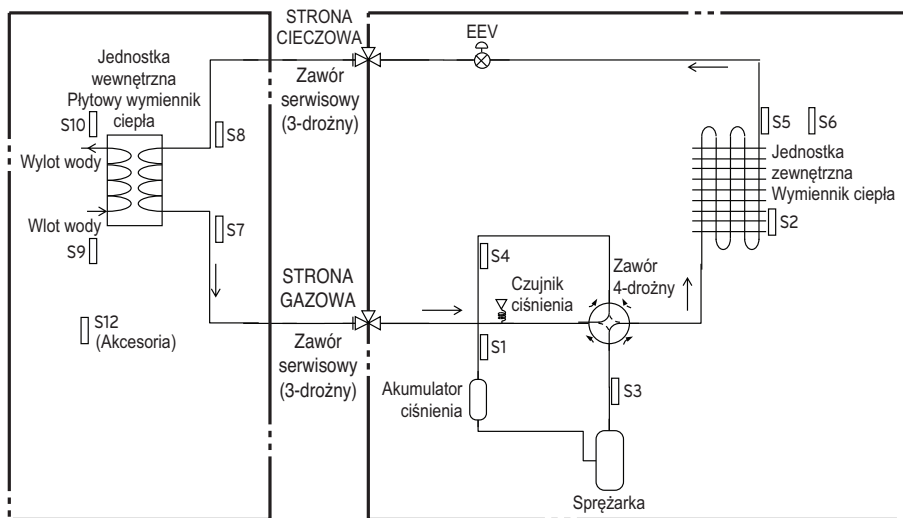 STRONA
CIECZOWA
EEV
Zawór
serwisowy
(3-drożny)
Jednostka
wewnętrzna
Płytowy wymiennik
ciepła
S10
S8
Wylot wody
Wlot wody
S7
S9
S12
(Akcesoria)
STRONA
GAZOWA
Zawór
serwisowy
(3-drożny)
S4
Czujnik
ciśnienia
Zawór
4-drożny
S1
Akumulator
ciśnienia
S3
Sprężarka
S5
S6
Jednostka
zewnętrzna
Wymiennik ciepła
S2